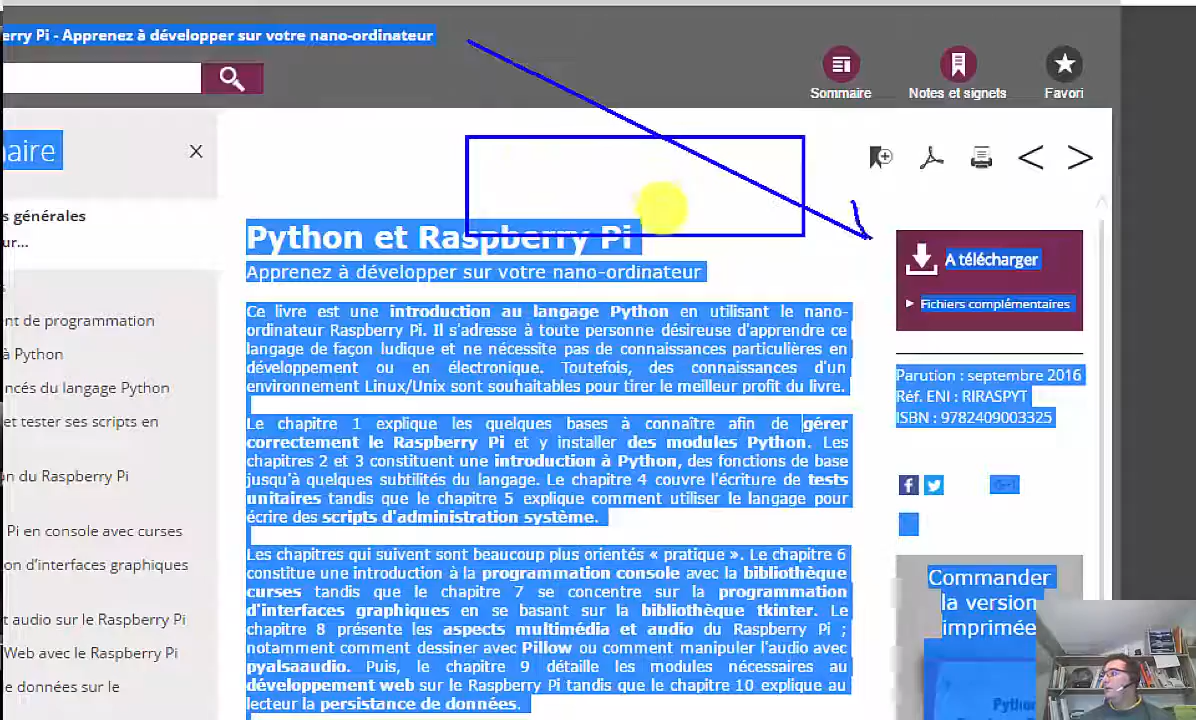 erry Pi - Apprenez à développer sur votre nano-ordinateur
Sommaire
Notes et signets
Favori
aire
X
s générales
ur...
nt de programmation
à Python
ncés du langage Python
et tester ses scripts en
n du Raspberry Pi
Pi en console avec curses
on d'interfaces graphiques
t audio sur le Raspberry Pi
Web avec le Raspberry Pi
e données sur le
Python et Raspberry Pi
Apprenez à développer sur votre nano-ordinateur
Ce livre est une introduction au langage Python en utilisant le nano-
ordinateur Raspberry Pi. Il s'adresse à toute personne désireuse d'apprendre ce
langage de façon ludique et ne nécessite pas de connaissances particulières en
développement ou en électronique. Toutefois, des connaissances d'un
environnement Linux/Unix sont souhaitables pour tirer le meilleur profit du livre.
Le chapitre 1 explique les quelques bases à connaître afin de gérer
correctement le Raspberry Pi et y installer des modules Python. Les
chapitres 2 et 3 constituent une introduction à Python, des fonctions de base
jusqu'à quelques subtilités du langage. Le chapitre 4 couvre l'écriture de tests
unitaires tandis que le chapitre 5 explique comment utiliser le langage pour
écrire des scripts d'administration système.
Les chapitres qui suivent sont beaucoup plus orientés « pratique ». Le chapitre 6
constitue une introduction à la programmation console avec la bibliothèque
curses tandis que le chapitre 7 se concentre sur la programmation
d'interfaces graphiques en se basant sur la bibliothèque tkinter. Le
chapitre 8 présente les aspects multimédia et audio du Raspberry Pi ;
notamment comment dessiner avec Pillow ou comment manipuler l'audio avec
pyalsaaudio. Puis, le chapitre 9 détaille les modules nécessaires au
développement web sur le Raspberry Pi tandis que le chapitre 10 explique au
lecteur la persistance de données.
A télécharger
Fichiers complémentaires
Parution : septembre 2016
Réf. ENI : RIRASPYT
ISBN : 9782409003325
Commander
la version
imprimée
Python